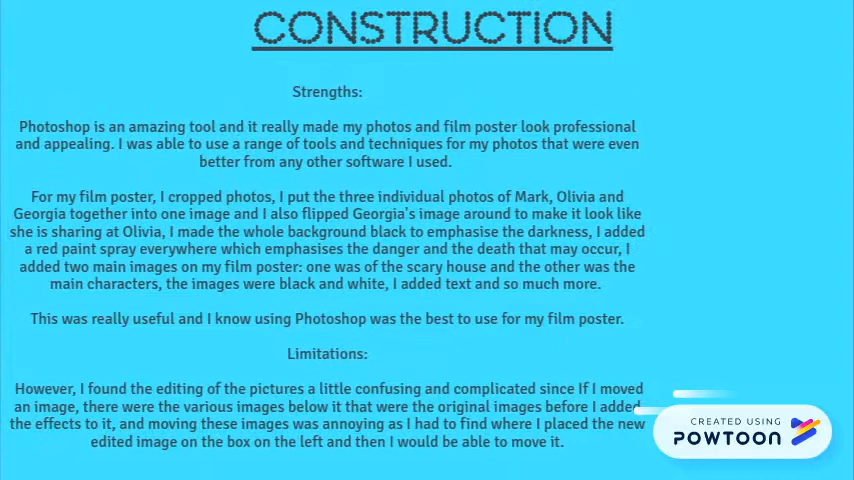 CONSTRUCTION
Strengths:
Photoshop is an amazing tool and it really made my photos and film poster look professional
and appealing. I was able to use a range of tools and techniques for my photos that were even
better from any other software I used.
For my film poster, I cropped photos, I put the three individual photos of Mark, Olivia and
Georgia together into one image and I also flipped Georgia's image around to make it look like
she is sharing at Olivia, I made the whole background black to emphasise the darkness, I added
a red paint spray everywhere which emphasises the danger and the death that may occur, I
added two main images on my film poster: one was of the scary house and the other was the
main characters, the images were black and white, I added text and so much more.
This was really useful and I know using Photoshop was the best to use for my film poster.
Limitations:
However, I found the editing of the pictures a little confusing and complicated since If I moved
an image, there were the various images below it that were the original images before I added
the effects to it, and moving these images was annoying as I had to find where I placed the new
edited image on the box on the left and then I would be able to move it.
CREATED USING
POWTOON